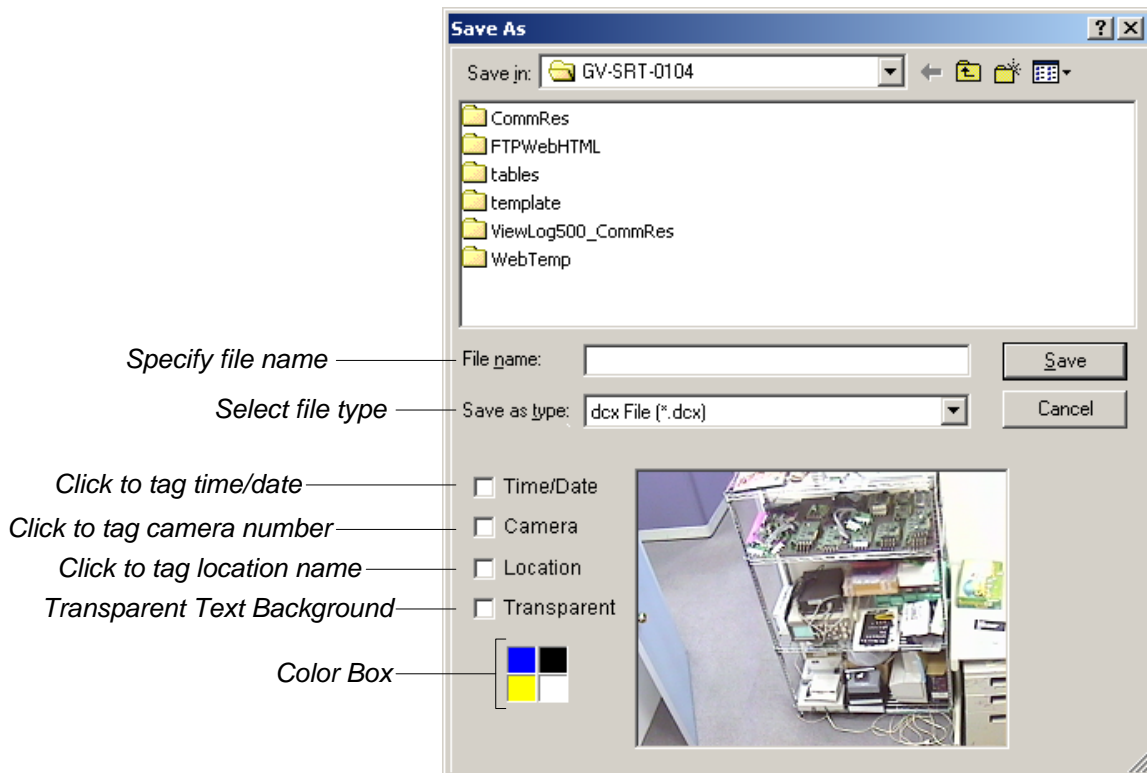 Save As
Save in: GV-SRT-0104
CommRes
FTPWebHTML
tables
template
ViewLog500_CommRes
WebTemp
Specify file name
File name:
Save
Select file type
Save as type: dcx File (*.dcx)
Cancel
Click to tag time/date
Time/Date
Click to tag camera number
Camera
Click to tag location name
Location
Transparent Text Background
Transparent
Color Box